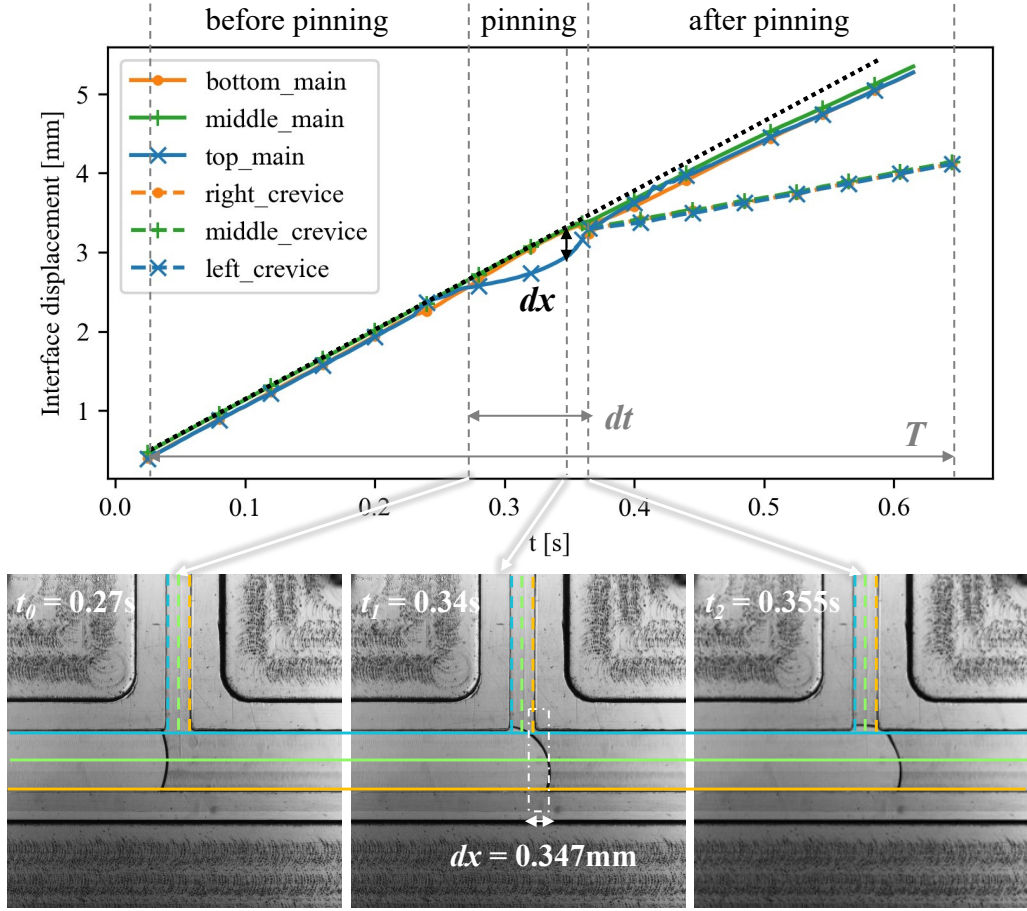 before pinning pinning after pinning
bottom_main
middle_main
top_main
right_crevice
middle_crevice
left_crevice
Interface displacement [mm]
5
4
3
2
1
dx
dt
T
0.0 0.1 0.2 0.3 0.4 0.5 0.6
t [s]
t0 = 0.27s t1 = 0.34s t2 = 0.355s
dx = 0.347mm